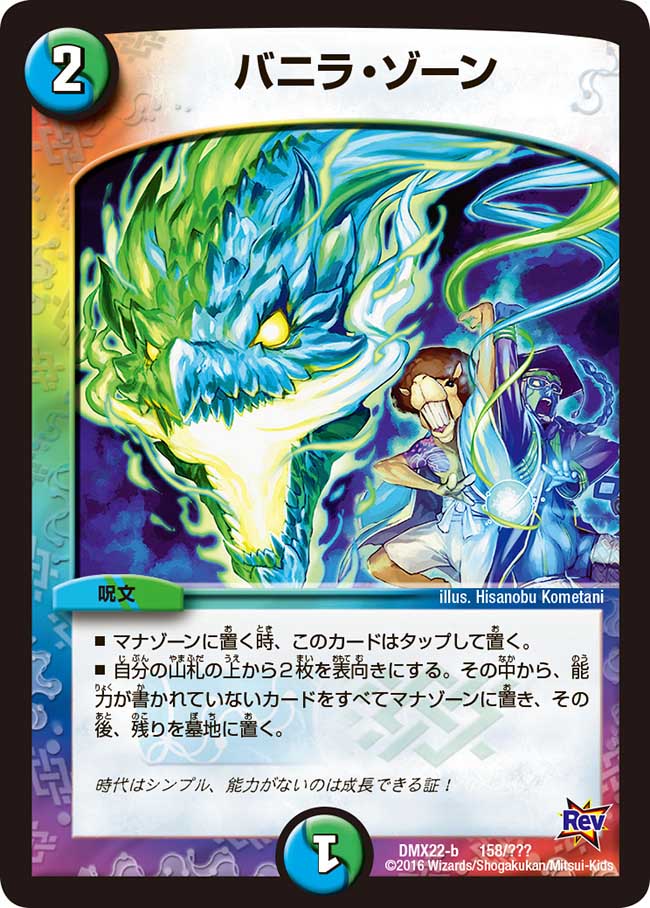 2
バニラ・ゾーン
呪文
illus. Hisanobu Kometani
■ マナゾーンに置く時、このカードはタップして置く。
■ 自分の山札の上から2枚を表向きにする。その中から、能
力が書かれていないカードをすべてマナゾーンに置き、その
後、残りを墓地に置く。
時代はシンプル、能力がないのは成長できる証!
Rev
1
DMX22-b 158/???
©2016 Wizards/Shogakukan/Mitsui-Kids